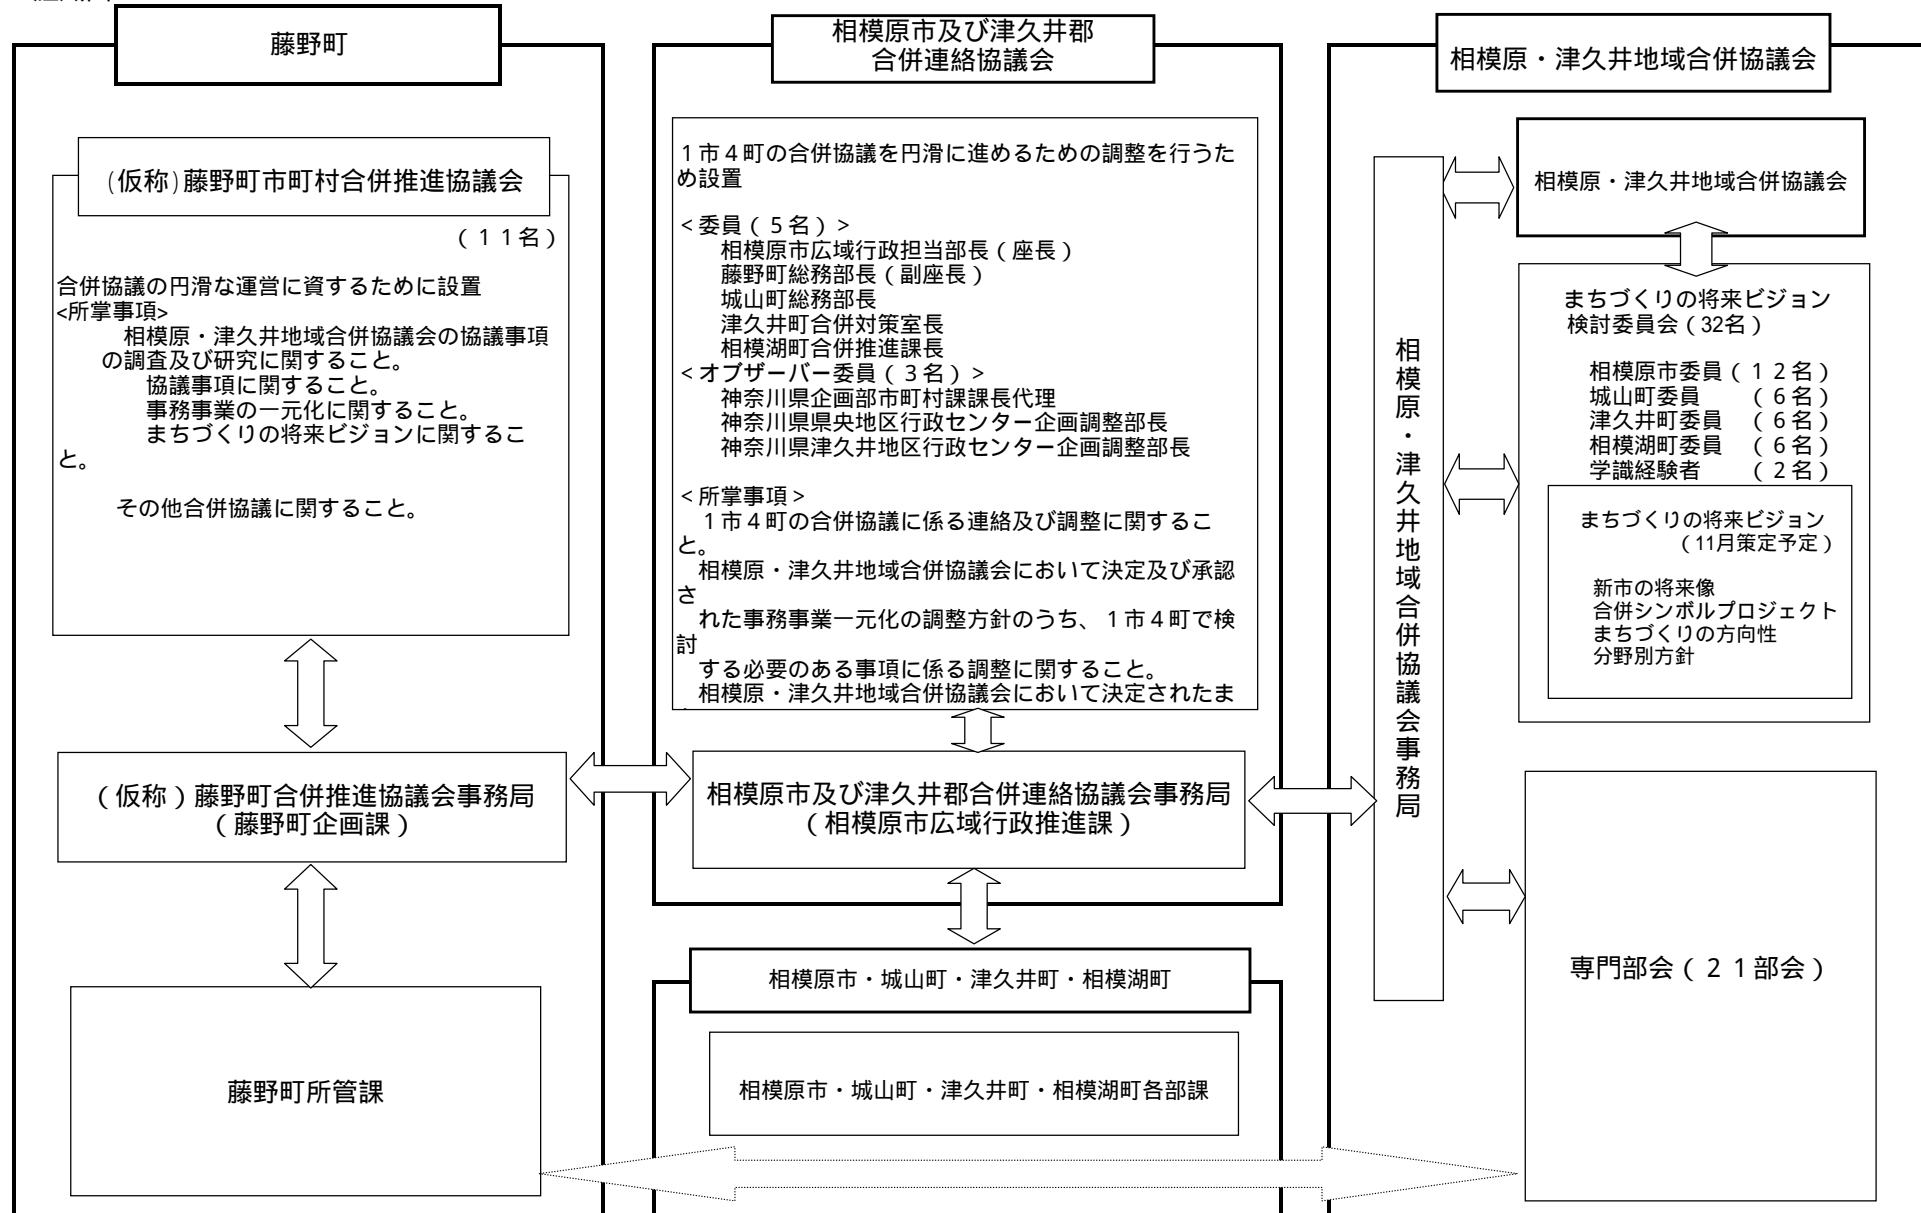 藤野町
(仮称)藤野町市町村合併推進協議会
（１１名）
合併協議の円滑な運営に資するために設置
<所掌事項>
相模原・津久井地域合併協議会の協議事項
の調査及び研究に関すること。
協議事項に関すること。
事務事業の一元化に関すること。
まちづくりの将来ビジョンに関するこ
と。
その他合併協議に関すること。
（仮称）藤野町合併推進協議会事務局
（藤野町企画課）
藤野町所管課
相模原市及び津久井郡
合併連絡協議会
１市４町の合併協議を円滑に進めるための調整を行うた
め設置
＜委員（５名）＞
相模原市広域行政担当部長（座長）
藤野町総務部長（副座長）
城山町総務部長
津久井町合併対策室長
相模湖町合併推進課長
＜オブザーバー委員（３名）＞
神奈川県企画部市町村課課長代理
神奈川県県央地区行政センター企画調整部長
神奈川県津久井地区行政センター企画調整部長
＜所掌事項＞
１市４町の合併協議に係る連絡及び調整に関するこ
と。
相模原・津久井地域合併協議会において決定及び承認
さ
れた事務事業一元化の調整方針のうち、１市４町で検
討
する必要のある事項に係る調整に関すること。
相模原・津久井地域合併協議会において決定されたま
相模原市及び津久井郡合併連絡協議会事務局
（相模原市広域行政推進課）
相模原市・城山町・津久井町・相模湖町
相模原市・城山町・津久井町・相模湖町各部課
相模原・津久井地域合併協議会
相模原・津久井地域合併協議会事務局
相模原・津久井地域合併協議会
まちづくりの将来ビジョン
検討委員会（32名）
相模原市委員（１２名）
城山町委員　　（６名）
津久井町委員　（６名）
相模湖町委員　（６名）
学識経験者　　（２名）
まちづくりの将来ビジョン
（11月策定予定）
新市の将来像
合併シンボルプロジェクト
まちづくりの方向性
分野別方針
専門部会（２１部会）